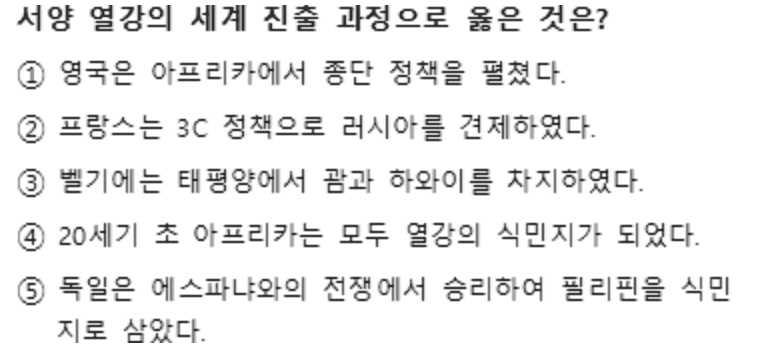 서양 열강의 세계 진출 과정으로 옳은 것은?
① 영국은 아프리카에서 종단 정책을 펼쳤다.
② 프랑스는 3C 정책으로 러시아를 견제하였다.
③ 벨기에는 태평양에서 괌과 하와이를 차지하였다.
④ 20세기 초 아프리카는 모두 열강의 식민지가 되었다.
⑤ 독일은 에스파냐와의 전쟁에서 승리하여 필리핀을 식민
지로 삼았다.